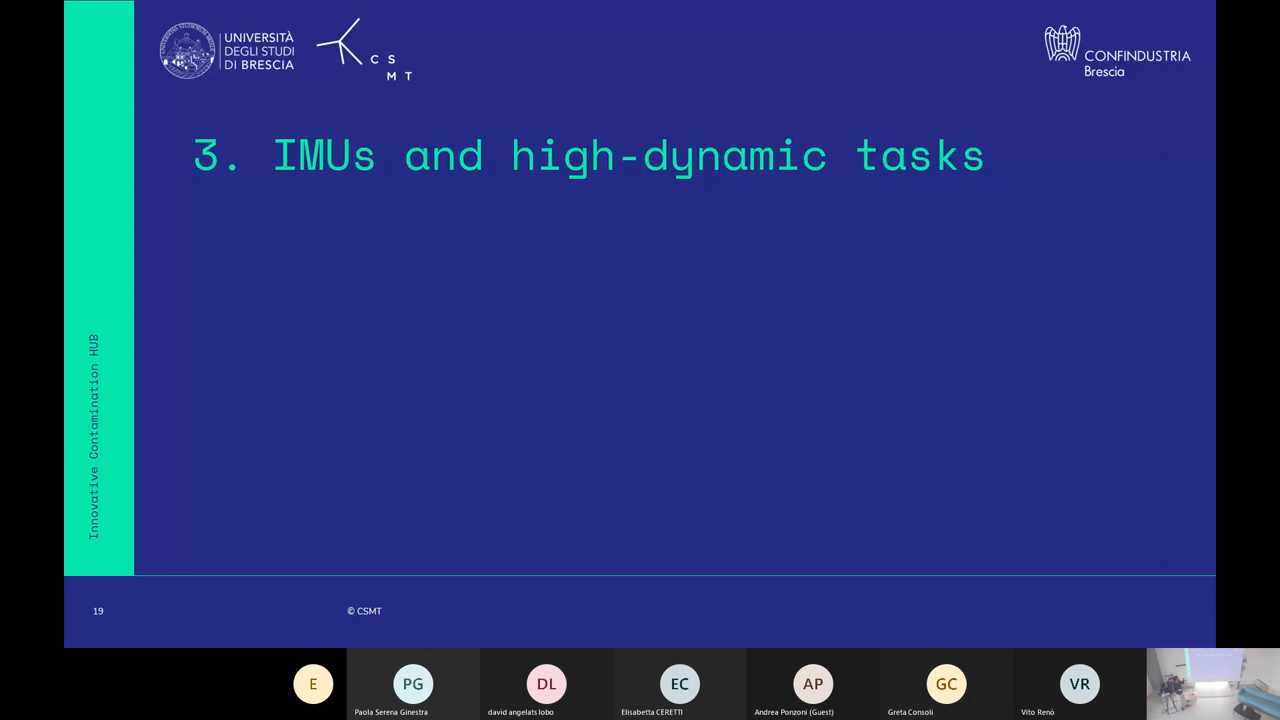 UNIVERSITÀ
DEGLI STUDI
DI BRESCIA
CS
MT
CONFINDUSTRIA
Brescia
3. IMUs and high-dynamic tasks
Innovative Contamination HUB
19
© CSMT
E
PG
DL
EC
AP
GC
VR
Paola Serena Ginestra
david angelats lobo
Elisabetta CERETTI
Andrea Ponzoni (Guest)
Greta Consoli
Vito Renò